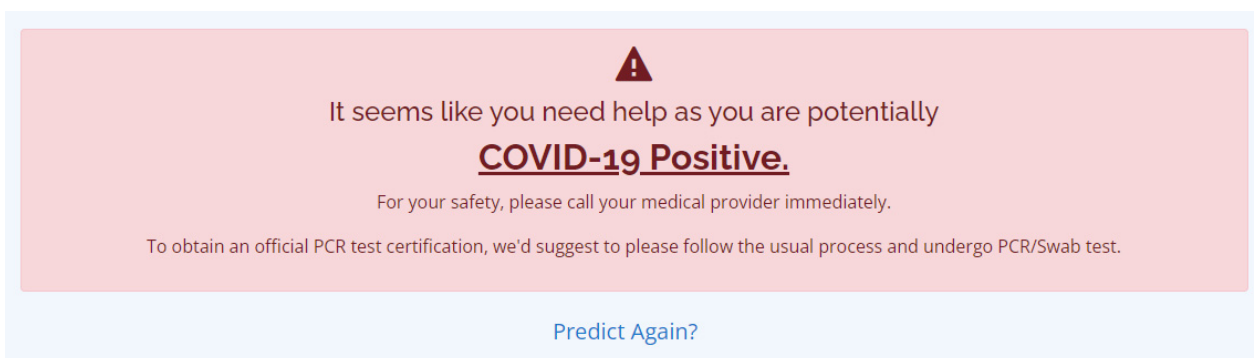 It seems like you need help as you are potentially
COVID-19 Positive.
For your safety, please call your medical provider immediately.
To obtain an official PCR test certification, we'd suggest to please follow the usual process and undergo PCR/Swab test.
Predict Again?